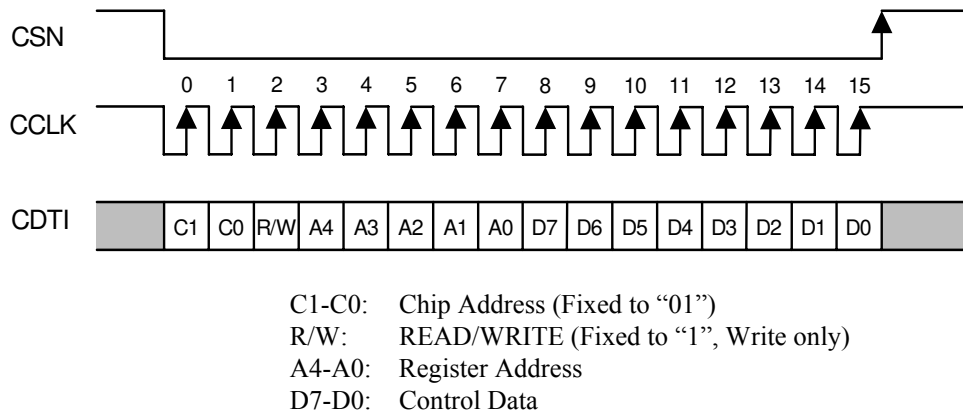 CSN
0 1 2 3 4 5 6 7 8 9 10 11 12 13 14 15
CCLK
CDTI C1 C0 R/W A4 A3 A2 A1 A0 D7 D6 D5 D4 D3 D2 D1 D0
C1-C0: Chip Address (Fixed to “01”)
R/W: READ/WRITE (Fixed to “1”, Write only)
A4-A0: Register Address
D7-D0: Control Data